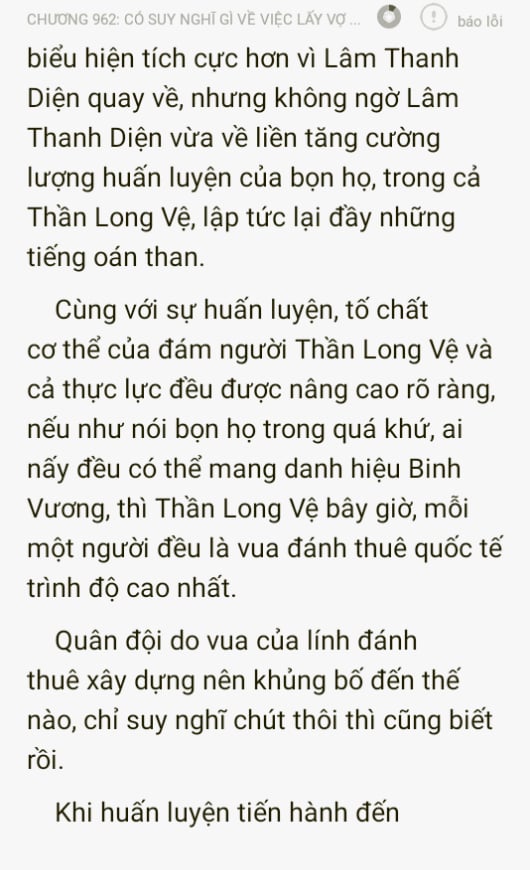 CHƯƠNG 962: CÓ SUY NGHĨ GÌ VỀ VIỆC LẤY VỢ ...
báo lỗi
biểu hiện tích cực hơn vì Lâm Thanh
Diện quay về, nhưng không ngờ Lâm
Thanh Diện vừa về liền tăng cường
lượng huấn luyện của bọn họ, trong cả
Thần Long Vệ, lập tức lại đầy những
tiếng oán than.
Cùng với sự huấn luyện, tố chất
cơ thể của đám người Thần Long Vệ và
cả thực lực đều được nâng cao rõ ràng,
nếu như nói bọn họ trong quá khứ, ai
nấy đều có thể mang danh hiệu Binh
Vương, thì Thần Long Vệ bây giờ, mỗi
một người đều là vua đánh thuê quốc tế
trình độ cao nhất.
Quân đội do vua của lính đánh
thuê xây dựng nên khủng bố đến thế
nào, chỉ suy nghĩ chút thôi thì cũng biết
rồi.
Khi huấn luyện tiến hành đến